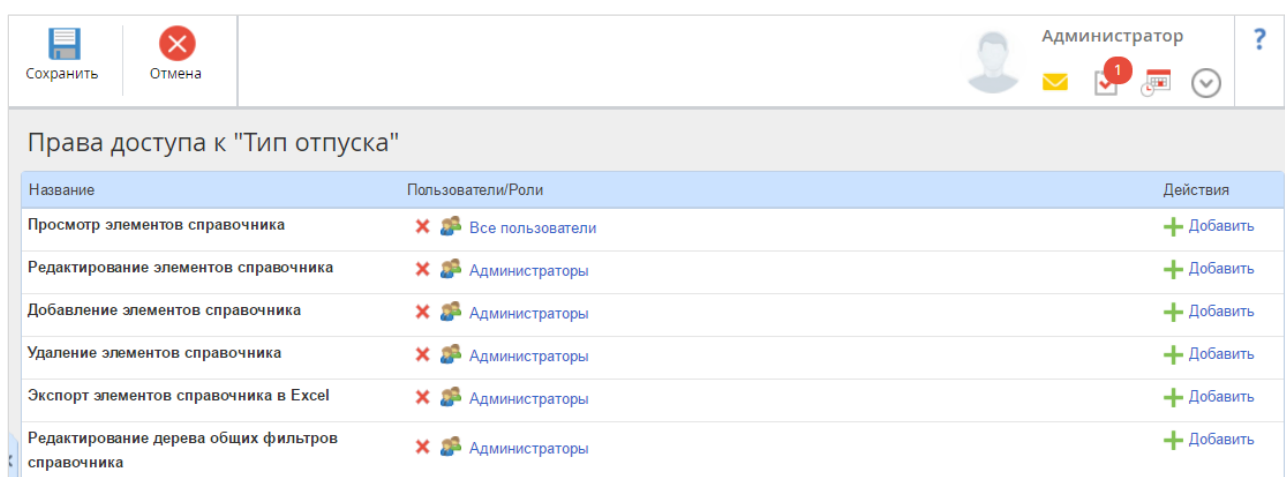 Сохранить
Отмена
Администратор
?
1
Права доступа к "Тип отпуска"
Название Пользователи/Роли Действия
Просмотр элементов справочника Все пользователи Добавить
Редактирование элементов справочника Администраторы Добавить
Добавление элементов справочника Администраторы Добавить
Удаление элементов справочника Администраторы Добавить
Экспорт элементов справочника в Excel Администраторы Добавить
Редактирование дерева общих фильтров
справочника Администраторы Добавить